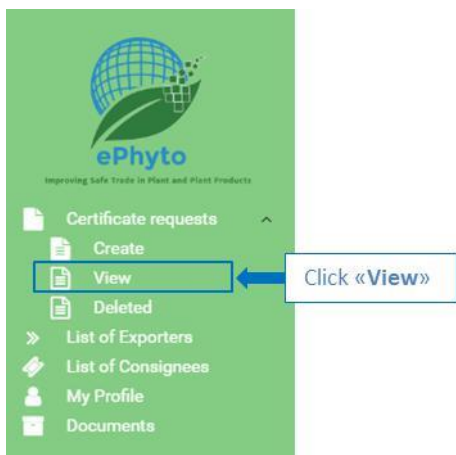 ePhyto
Improving Safe Trade in Plant and Plant Products
Certificate requests
Create
View
Click «View»
Deleted
List of Exporters
List of Consignees
My Profile
Documents